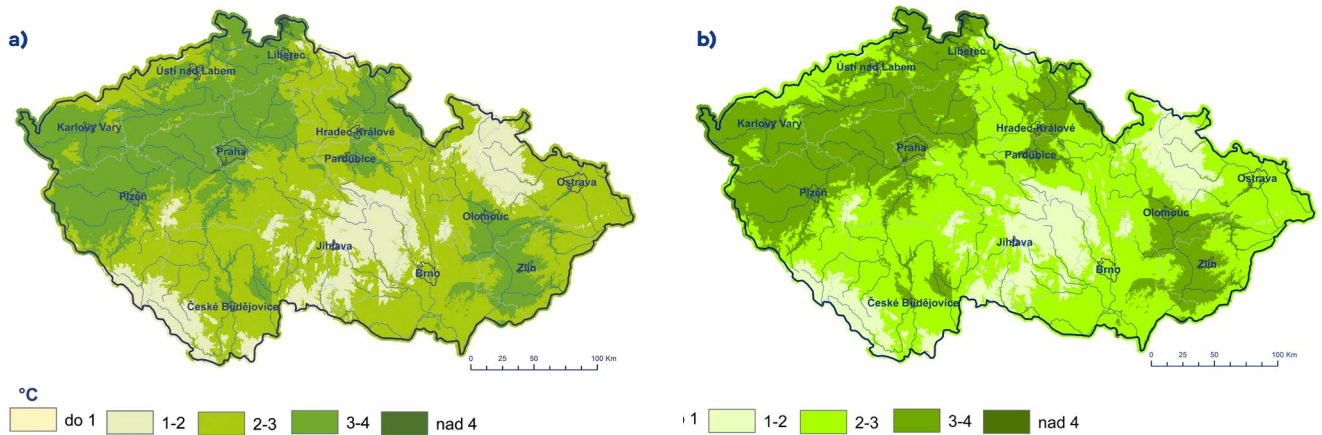 a)
Liberec
Ústí nad Labem
Karlovy Vary
Hradec-Králové
Praha
Pardubice
Ostrava
Plzeň
Olomouc
Jihlava
Zlín
Brno
České Budějovice
0 25 50 100 Km
°C
do 1 1-2 2-3 3-4 nad 4
b)
Liberec
Ústí nad Labem
Karlovy Vary
Hradec-Králové
Praha
Pardubice
Ostrava
Plzeň
Olomouc
Jihlava
Zlín
Brno
České Budějovice
0 25 50 100 Km
1 1-2 2-3 3-4 nad 4